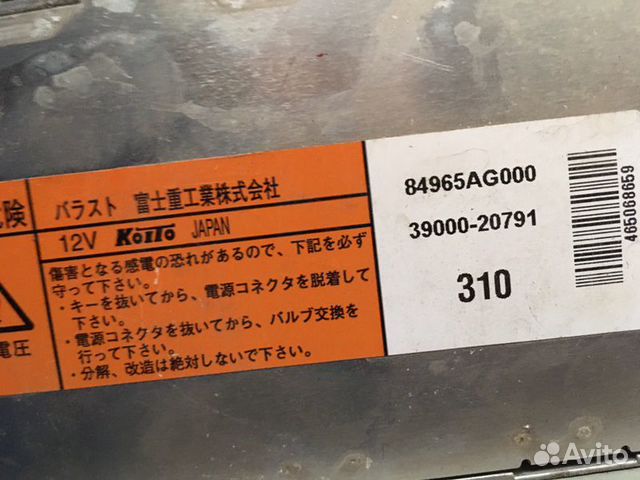 危険
バラスト 富士重工業株式会社
12V KOITO JAPAN
傷害となる感電の恐れがあるので、下記を必ず
守って下さい。
・キーを抜いてから、電源コネクタを脱着して
下さい。
・電源コネクタを抜いてから、バルブ交換を
行って下さい。
・分解、改造は絶対しないで下さい。
電圧
84965AG000
39000-20791
310
465068659
Avito